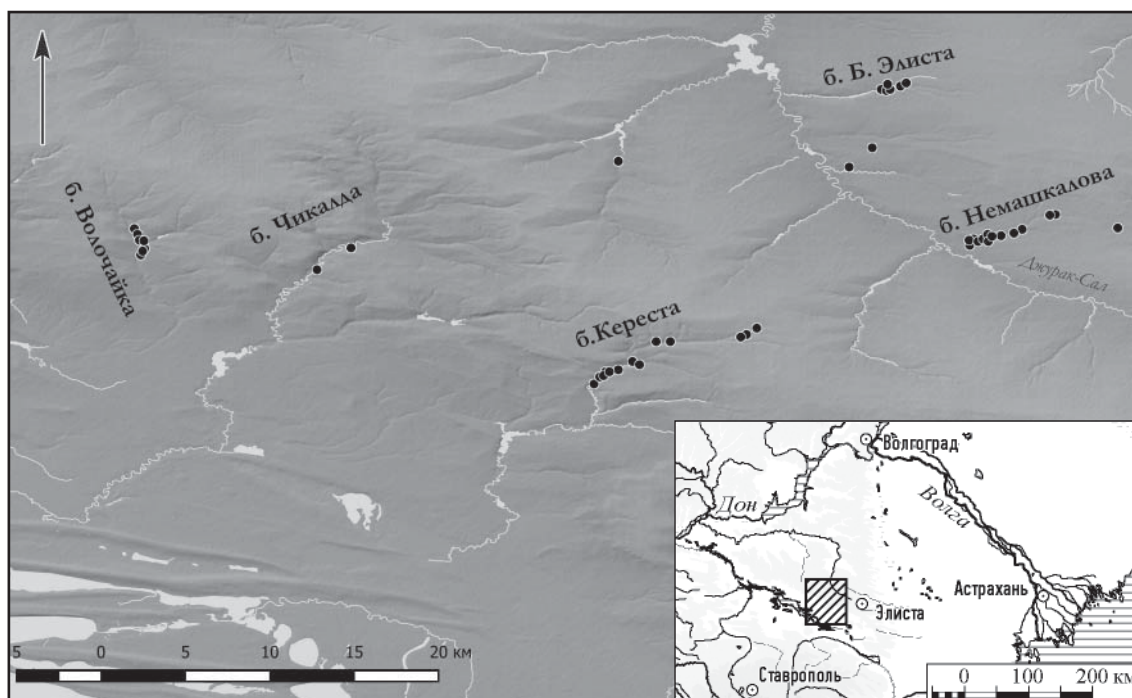 б. Б. Элиста
б. Волочайка
б. Чикалда
б. Немашкалова
Джурак-Сал
б.Кереста
Волгоград
Дон
Волга
Астрахань
Элиста
Ставрополь
5 0 5 10 15 20 км
0 100 200 км